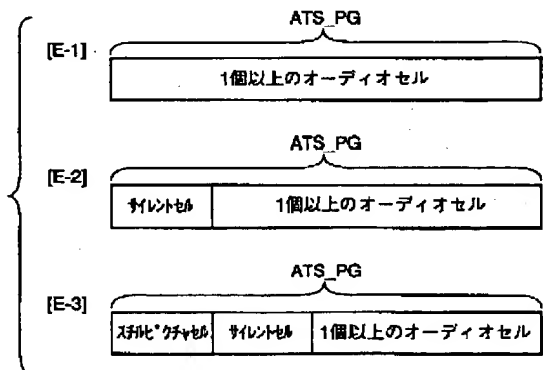 ATS_PG
[E-1]
1個以上のオーディオセル
ATS_PG
[E-2]
サイレントセル 1個以上のオーディオセル
ATS_PG
[E-3]
スチルピクチャセル サイレントセル 1個以上のオーディオセル